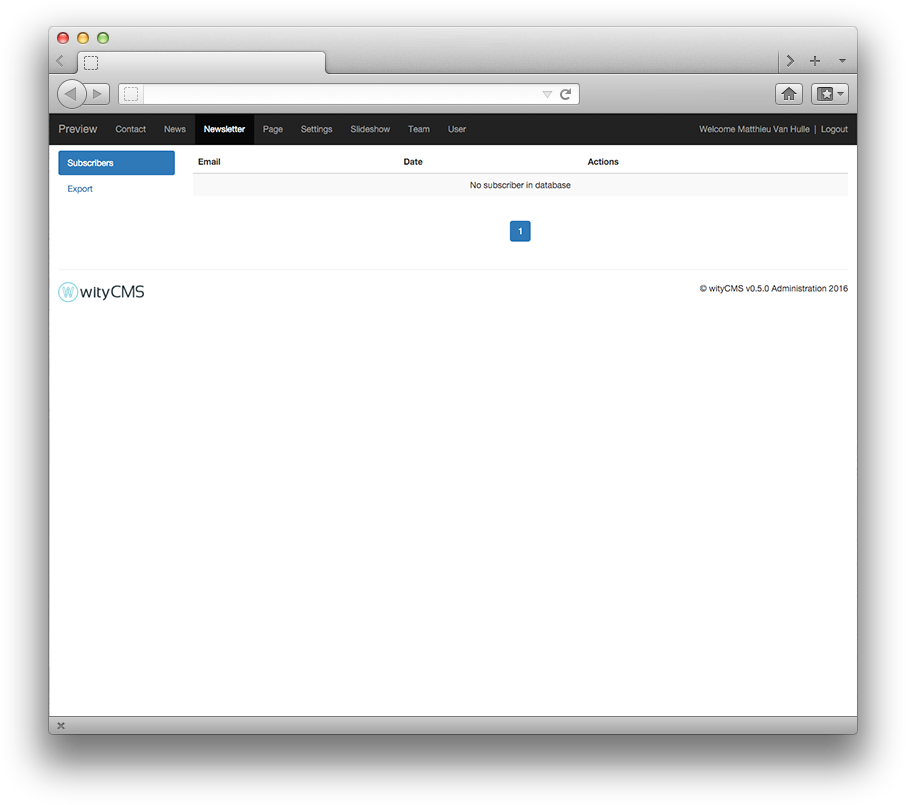 Preview Contact News Newsletter Page Settings Slideshow Team User Welcome Matthieu Van Hulle | Logout
Subscribers
Export
Email Date Actions
No subscriber in database
1
W wityCMS
© wityCMS v0.5.0 Administration 2016